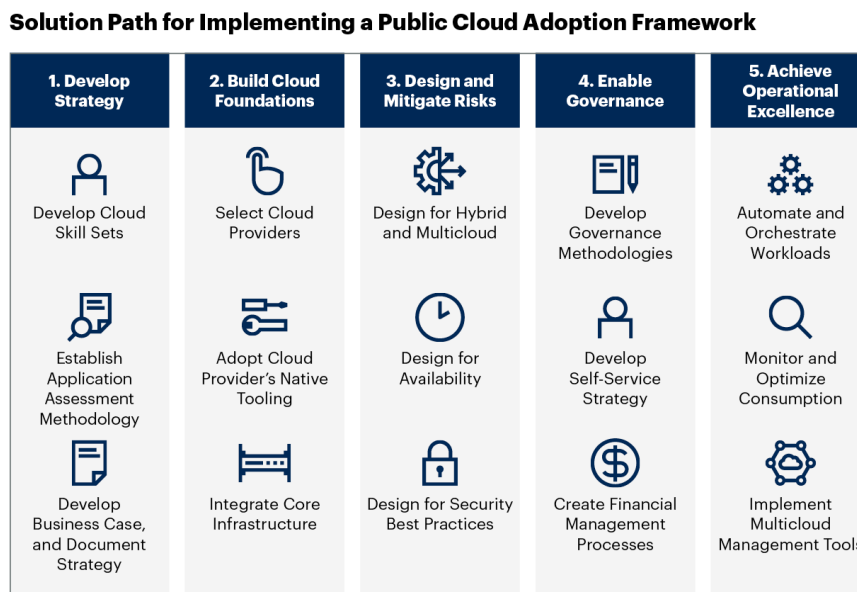 Solution Path for Implementing a Public Cloud Adoption Framework
1. Develop
Strategy
Develop Cloud
Skill Sets
Establish
Application
Assessment
Methodology
Develop
Business Case,
and Document
Strategy
2. Build Cloud
Foundations
Select Cloud
Providers
Adopt Cloud
Provider's Native
Tooling
Integrate Core
Infrastructure
3. Design and
Mitigate Risks
Design for Hybrid
and Multicloud
Design for
Availability
Design for Security
Best Practices
4. Enable
Governance
Develop
Governance
Methodologies
Develop
Self-Service
Strategy
Create Financial
Management
Processes
5. Achieve
Operational
Excellence
Automate and
Orchestrate
Workloads
Monitor and
Optimize
Consumption
Implement
Multicloud
Management Tools